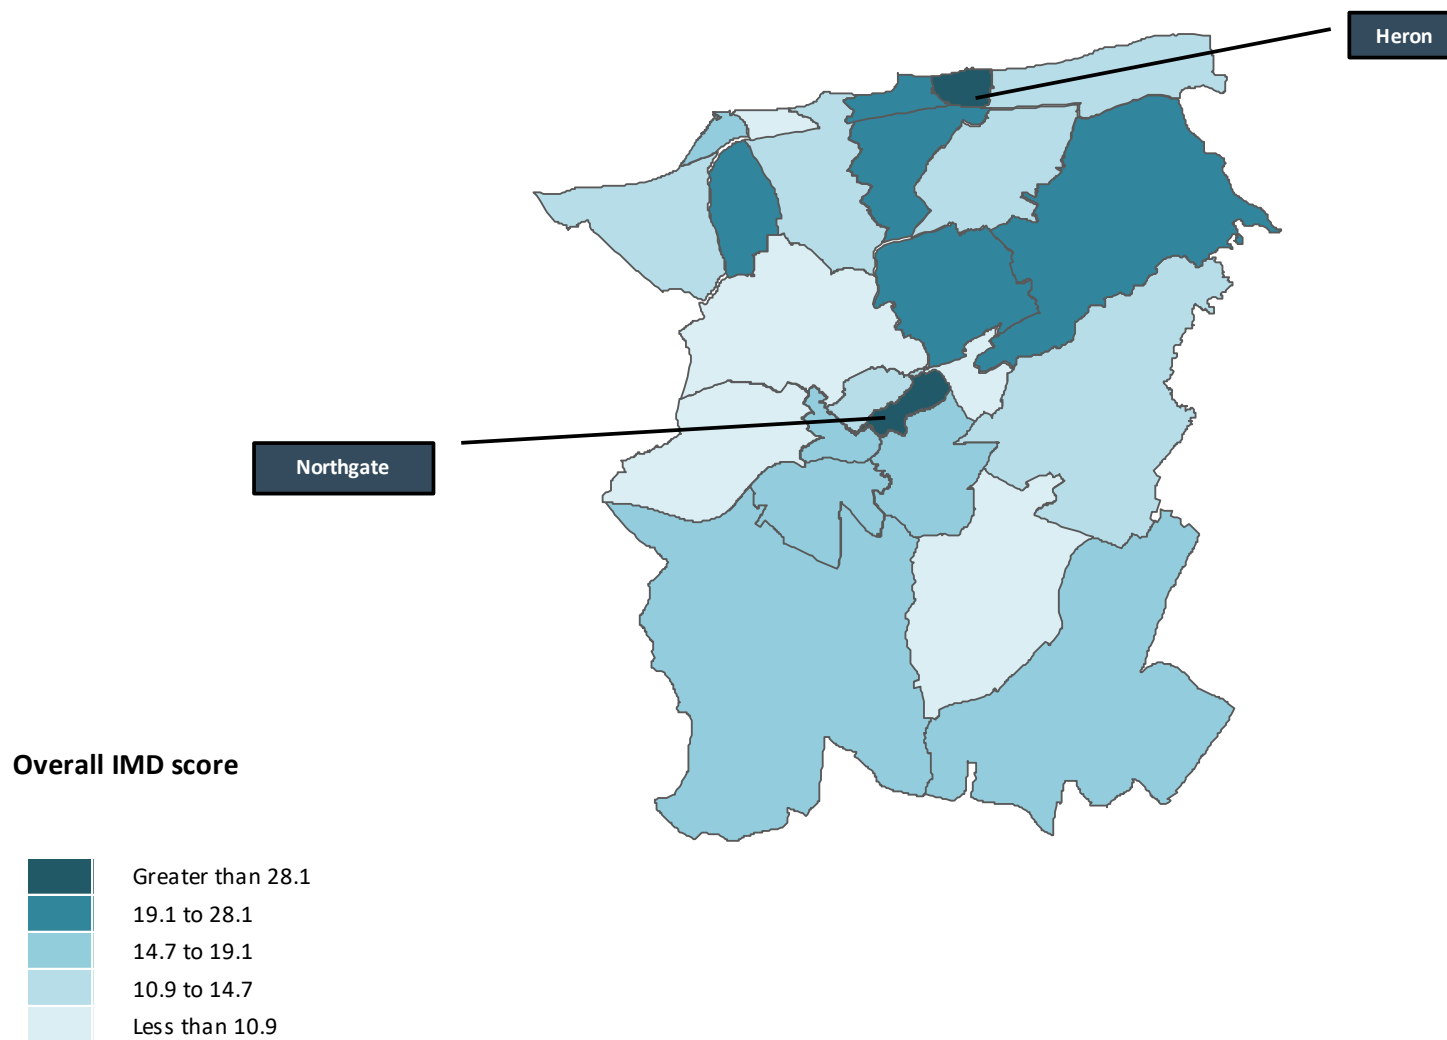 Heron
Northgate
Overall IMD score
Greater than 28.1
19.1 to 28.1
14.7 to 19.1
10.9 to 14.7
Less than 10.9